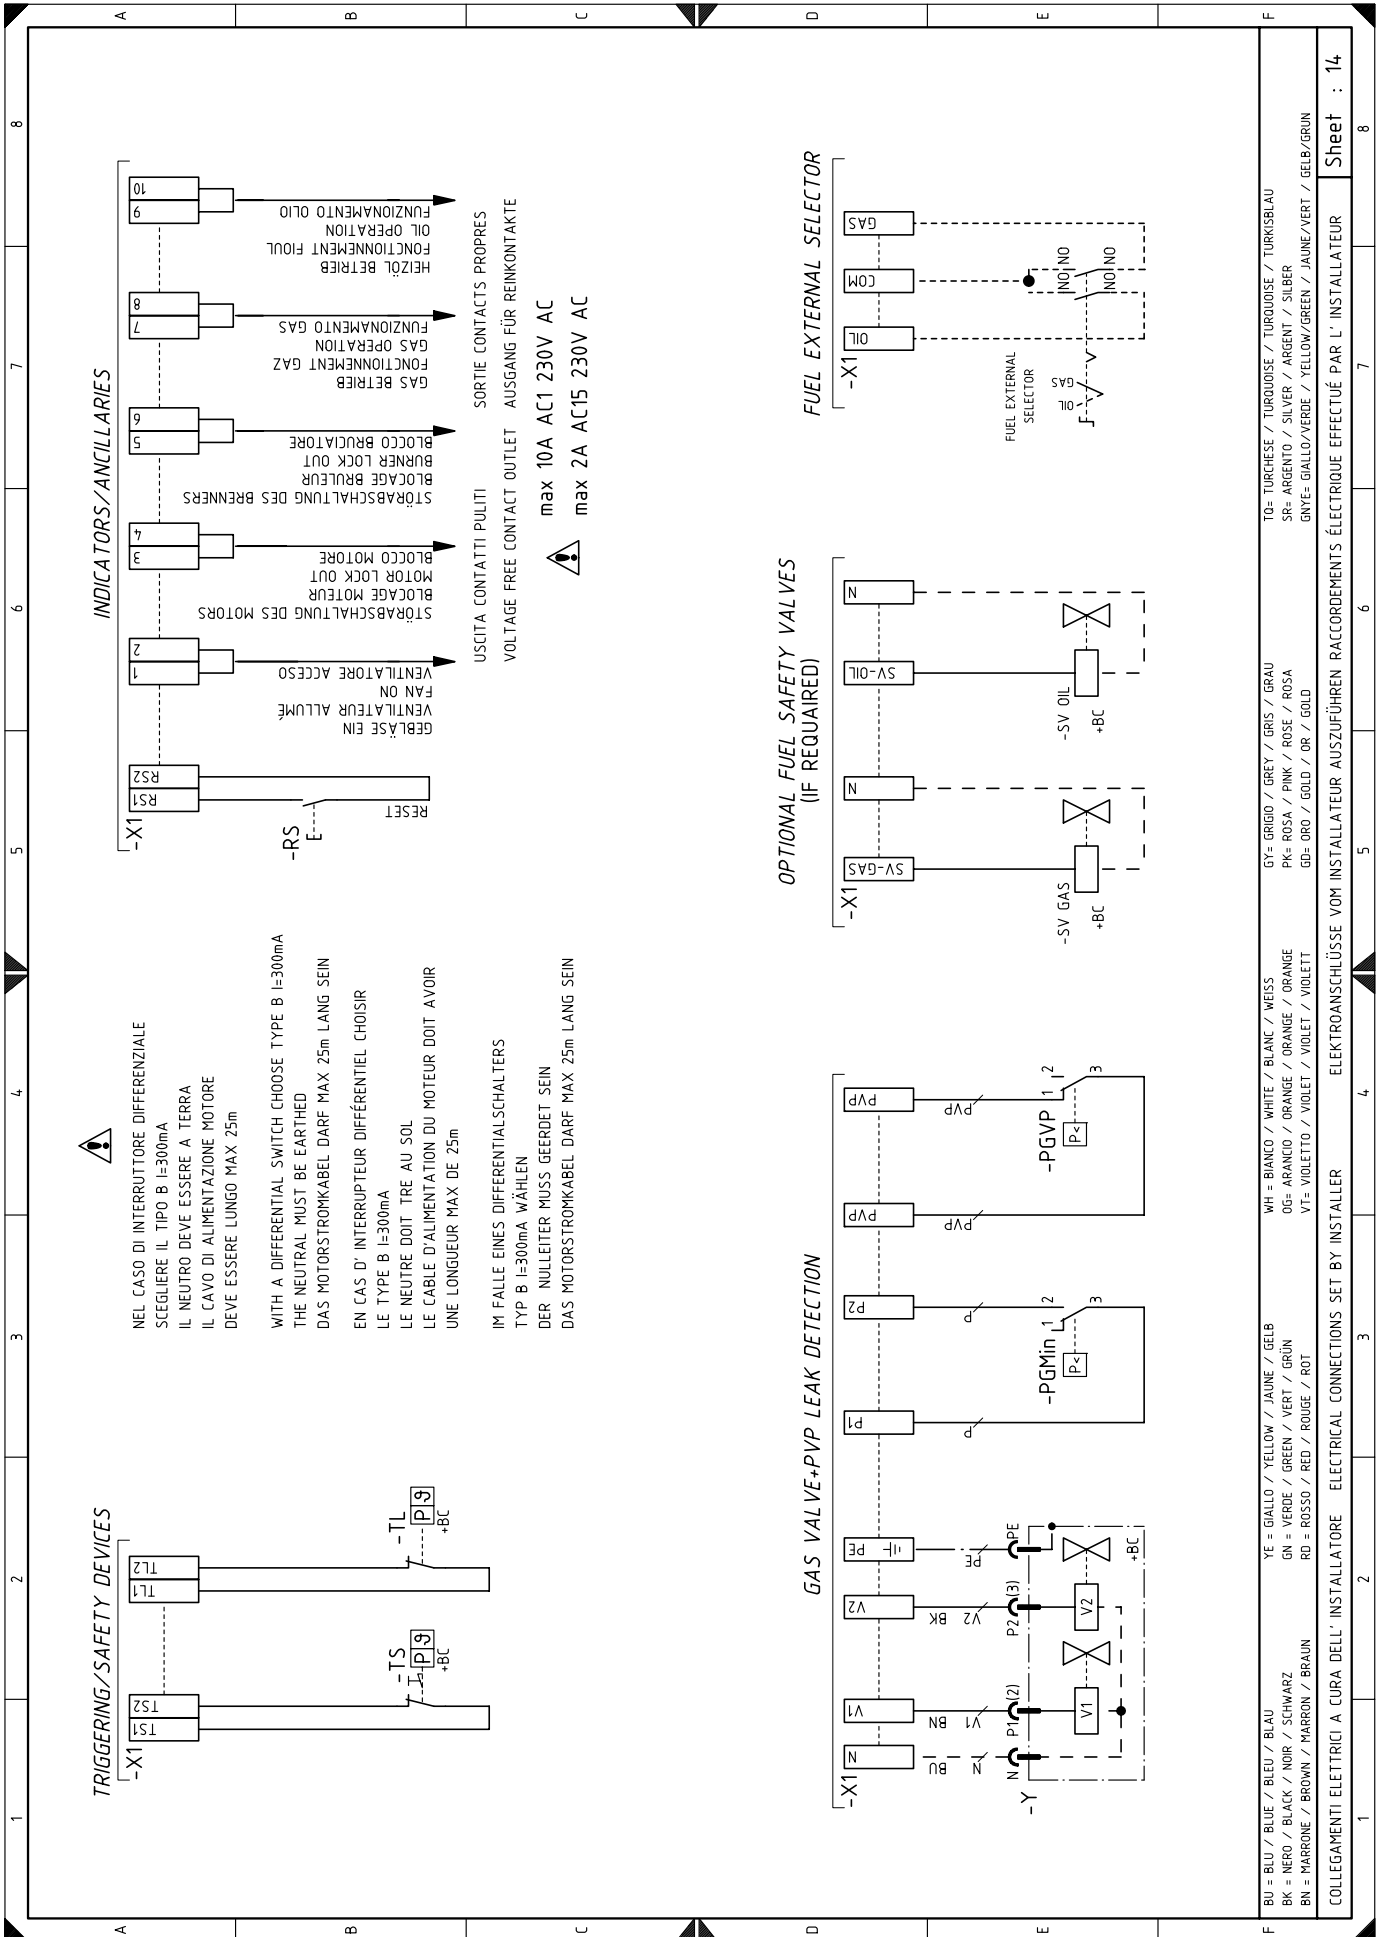 1 2 3 4 5 6 7 8
A
B
C
D
E
F
TRIGGERING/SAFETY DEVICES
-X1
TS1
TS2
TL1
TL2
-TS
P
ϑ
+BC
-TL
P
ϑ
+BC
NEL CASO DI INTERRUTTORE DIFFERENZIALE
SCEGLIERE IL TIPO B I=300mA
IL NEUTRO DEVE ESSERE A TERRA
IL CAVO DI ALIMENTAZIONE MOTORE
DEVE ESSERE LUNGO MAX 25m
WITH A DIFFERENTIAL SWITCH CHOOSE TYPE B I=300mA
THE NEUTRAL MUST BE EARTHED
DAS MOTORSTROMKABEL DARF MAX 25m LANG SEIN
EN CAS D' INTERRUPTEUR DIFFÉRENTIEL CHOISIR
LE TYPE B I=300mA
LE NEUTRE DOIT TRE AU SOL
LE CABLE D'ALIMENTATION DU MOTEUR DOIT AVOIR
UNE LONGUEUR MAX DE 25m
IM FALLE EINES DIFFERENTIALSCHALTERS
TYP B I=300mA WÄHLEN
DER NULLEITER MUSS GEERDET SEIN
DAS MOTORSTROMKABEL DARF MAX 25m LANG SEIN
INDICATORS/ANCILLARIES
-X1
RS1
RS2
1
2
3
4
5
6
7
8
9
10
-RS
RESET
GEBLÄSE EIN
VENTILATEUR ALLUMÉ
FAN ON
VENTILATORE ACCESO
STÖRABSCHALTUNG DES MOTORS
BLOCAGE MOTEUR
MOTOR LOCK OUT
BLOCCO MOTORE
STÖRABSCHALTUNG DES BRENNERS
BLOCAGE BRULEUR
BURNER LOCK OUT
BLOCCO BRUCIATORE
GAS BETRIEB
FONCTIONNEMENT GAZ
GAS OPERATION
FUNZIONAMENTO GAS
HEIZÖL BETRIEB
FONCTIONNEMENT FIOUL
OIL OPERATION
FUNZIONAMENTO OLIO
USCITA CONTATTI PULITI
SORTIE CONTACTS PROPRES
VOLTAGE FREE CONTACT OUTLET
AUSGANG FÜR REINKONTAKTE
max 10A AC1 230V AC
max 2A AC15 230V AC
GAS VALVE+PVP LEAK DETECTION
-X1
N
V1
V2
PE
P1
P2
PVP
PVP
BU
N
BN
V1
BK
V2
PE
P
P
PVP
PVP
-Y
N
P1
(2)
P2
(3)
PE
V1
V2
+BC
-PGMin
P<
1
2
3
-PGVP
P<
1
2
3
OPTIONAL FUEL SAFETY VALVES
(IF REQUAIRED)
-X1
SV-GAS
N
SV-OIL
N
-SV GAS
+BC
-SV OIL
+BC
FUEL EXTERNAL SELECTOR
-X1
OIL
COM
GAS
FUEL EXTERNAL
SELECTOR
OIL
GAS
NO
NO
NO
NO
BU = BLU / BLUE / BLEU / BLAU
BK = NERO / BLACK / NOIR / SCHWARZ
BN = MARRONE / BROWN / MARRON / BRAUN
YE = GIALLO / YELLOW / JAUNE / GELB
GN = VERDE / GREEN / VERT / GRÜN
RD = ROSSO / RED / ROUGE / ROT
WH = BIANCO / WHITE / BLANC / WEISS
OG= ARANCIO / ORANGE / ORANGE / ORANGE
VT= VIOLETTO / VIOLET / VIOLET / VIOLETT
GY= GRIGIO / GREY / GRIS / GRAU
PK= ROSA / PINK / ROSE / ROSA
GD= ORO / GOLD / OR / GOLD
TQ= TURCHESE / TURQUOISE / TURQUOISE / TURKISBLAU
SR= ARGENTO / SILVER / ARGENT / SILBER
GNYE= GIALLO/VERDE / YELLOW/GREEN / JAUNE/VERT / GELB/GRUN
COLLEGAMENTI ELETTRICI A CURA DELL' INSTALLATORE
ELECTRICAL CONNECTIONS SET BY INSTALLER
ELEKTROANSCHLÜSSE VOM INSTALLATEUR AUSZUFÜHREN
RACCORDEMENTS ÉLECTRIQUE EFFECTUÉ PAR L' INSTALLATEUR
Sheet : 14
1 2 3 4 5 6 7 8
A
B
C
D
E
F